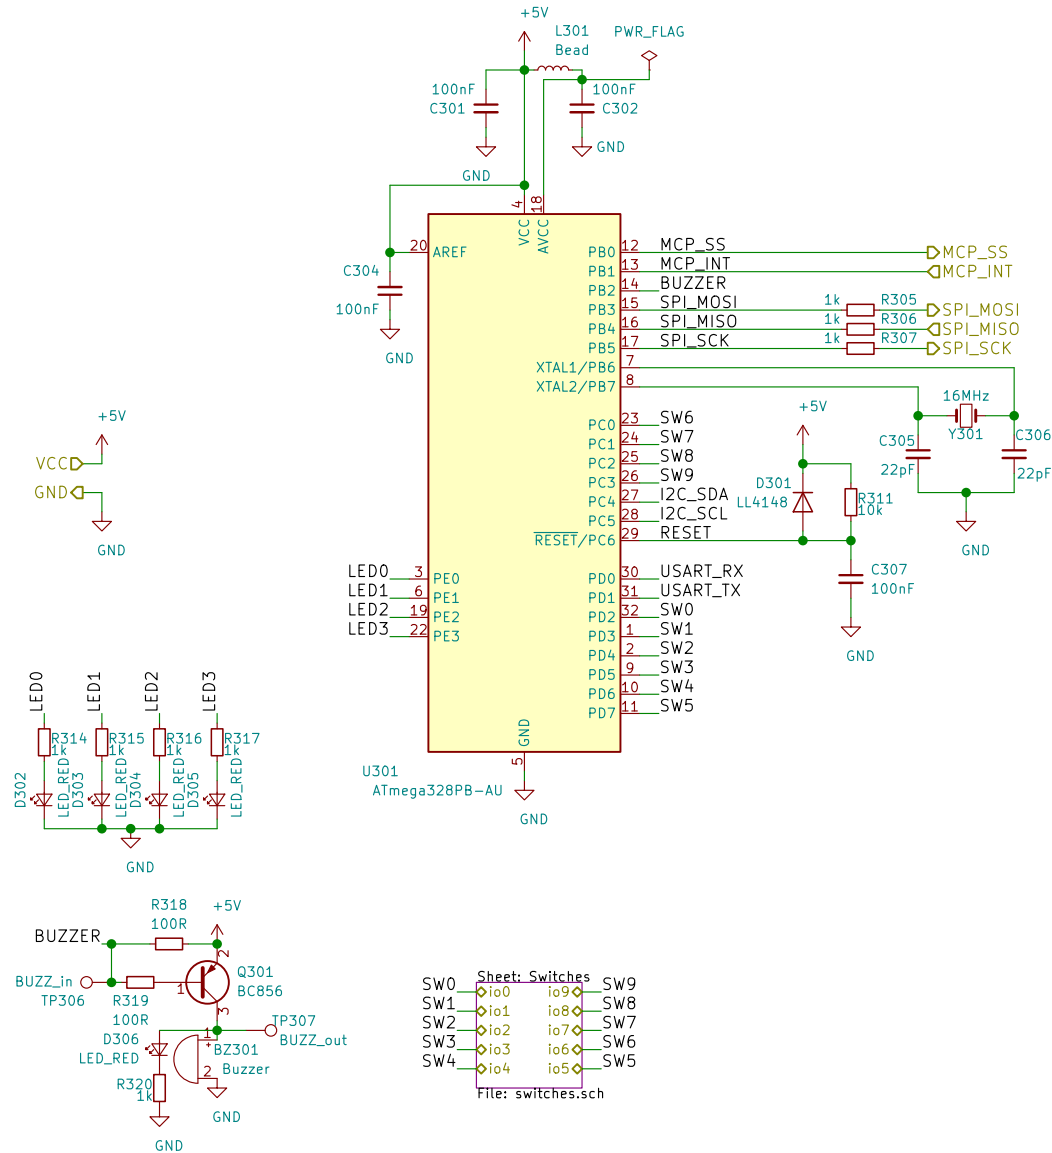 +5V
L301
Bead
PWR_FLAG
100nF
C301
100nF
C302
GND
GND
4
18
VCC
AVCC
20
AREF
C304
100nF
GND
PB0
12
MCP_SS
MCP_SS
PB1
13
MCP_INT
MCP_INT
PB2
14
BUZZER
PB3
15
SPI_MOSI
1k
R305
SPI_MOSI
PB4
16
SPI_MISO
1k
R306
SPI_MISO
PB5
17
SPI_SCK
1k
R307
SPI_SCK
XTAL1/PB6
7
XTAL2/PB7
8
16MHz
Y301
C305
22pF
C306
22pF
GND
+5V
VCC
GND
GND
PC0
23
SW6
PC1
24
SW7
PC2
25
SW8
PC3
26
SW9
PC4
27
I2C_SDA
PC5
28
I2C_SCL
RESET/PC6
29
RESET
+5V
D301
LL4148
R311
10k
C307
100nF
GND
LED0
3
PE0
LED1
6
PE1
LED2
19
PE2
LED3
22
PE3
PD0
30
USART_RX
PD1
31
USART_TX
PD2
32
SW0
PD3
1
SW1
PD4
2
SW2
PD5
9
SW3
PD6
10
SW4
PD7
11
SW5
GND
5
U301
ATmega328PB-AU
GND
LED0
LED1
LED2
LED3
R314
1k
R315
1k
R316
1k
R317
1k
D302
LED_RED
D303
LED_RED
D304
LED_RED
D305
LED_RED
GND
R318
100R
+5V
BUZZER
2
BUZZ_in
TP306
R319
100R
1
Q301
BC856
3
TP307
BUZZ_out
D306
LED_RED
1
+
2
BZ301
Buzzer
R320
1k
GND
GND
Sheet: Switches
SW0
io0
io9
SW9
SW1
io1
io8
SW8
SW2
io2
io7
SW7
SW3
io3
io6
SW6
SW4
io4
io5
SW5
File: switches.sch